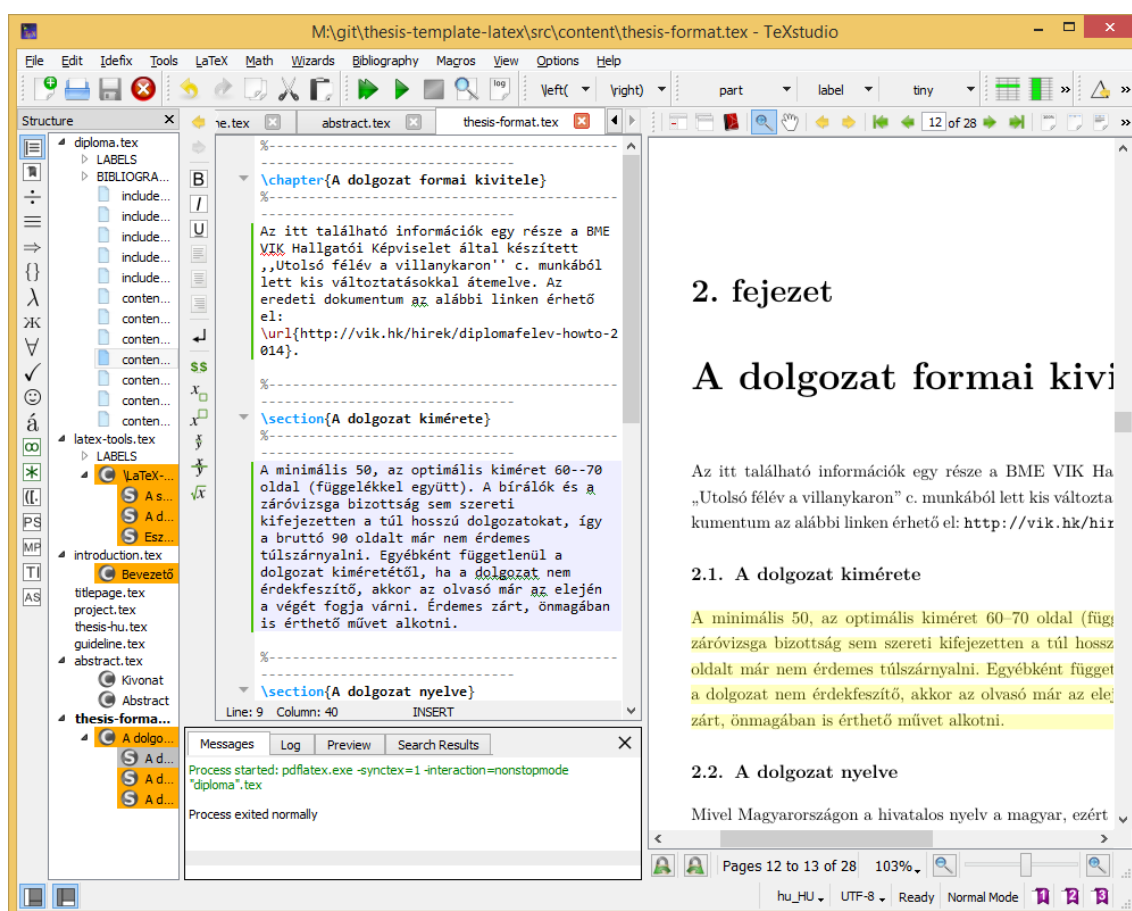 M:\git\thesis-template-latex\src\content\thesis-format.tex - TeXstudio
File Edit Idefix Tools LaTeX Math Wizards Bibliography Macros View Options Help
log \left( \right) part label tiny »  »
Structure
diploma.tex
LABELS
BIBLIOGRA...
include...
include...
include...
include...
include...
conten...
conten...
conten...
conten...
conten...
conten...
conten...
latex-tools.tex
LABELS
\LaTeX-...
A s...
A d...
Esz...
introduction.tex
Bevezető
titlepage.tex
project.tex
thesis-hu.tex
guideline.tex
abstract.tex
Kivonat
Abstract
thesis-forma...
A dolgo...
A d...
A d...
A d...
ne.tex abstract.tex thesis-format.tex
%------------------------------------------------
----------------------------------
\chapter{A dolgozat formai kivitele}
%------------------------------------------------
----------------------------------
Az itt található információk egy része a BME
VIK Hallgatói Képviselet által készített
,,Utolsó félév a villanykaron'' c. munkából
lett kis változtatásokkal átemelve. Az
eredeti dokumentum az alábbi linken érhető
el:
\url{http://vik.hk/hirek/diplomafelev-howto-2
014}.
%------------------------------------------------
----------------------------------
\section{A dolgozat kimérete}
%------------------------------------------------
----------------------------------
A minimális 50, az optimális kiméret 60--70
oldal (függelékkel együtt). A bírálók és a
záróvizsga bizottság sem szereti
kifejezetten a túl hosszú dolgozatokat, így
a bruttó 90 oldalt már nem érdemes
túlszárnyalni. Egyébként függetlenül a
dolgozat kiméretétől, ha a dolgozat nem
érdekfeszítő, akkor az olvasó már az elején
a végét fogja várni. Érdemes zárt, önmagában
is érthető művet alkotni.
%------------------------------------------------
----------------------------------
\section{A dolgozat nyelve}
Line: 9 Column: 40 INSERT
Messages Log Preview Search Results
Process started: pdflatex.exe -synctex=1 -interaction=nonstopmode
"diploma".tex
Process exited normally
12 of 28 »
2. fejezet
A dolgozat formai kivi
Az itt található információk egy része a BME VIK Ha
„Utolsó félév a villanykaron” c. munkából lett kis változta
kumentum az alábbi linken érhető el: http://vik.hk/hir
2.1. A dolgozat kimérete
A minimális 50, az optimális kiméret 60–70 oldal (függ
záróvizsga bizottság sem szereti kifejezetten a túl hossz
oldalt már nem érdemes túlszárnyalni. Egyébként függet
a dolgozat nem érdekfeszítő, akkor az olvasó már az elej
zárt, önmagában is érthető művet alkotni.
2.2. A dolgozat nyelve
Mivel Magyarországon a hivatalos nyelv a magyar, ezért
Pages 12 to 13 of 28 103%
hu_HU UTF-8 Ready Normal Mode 1 2 3